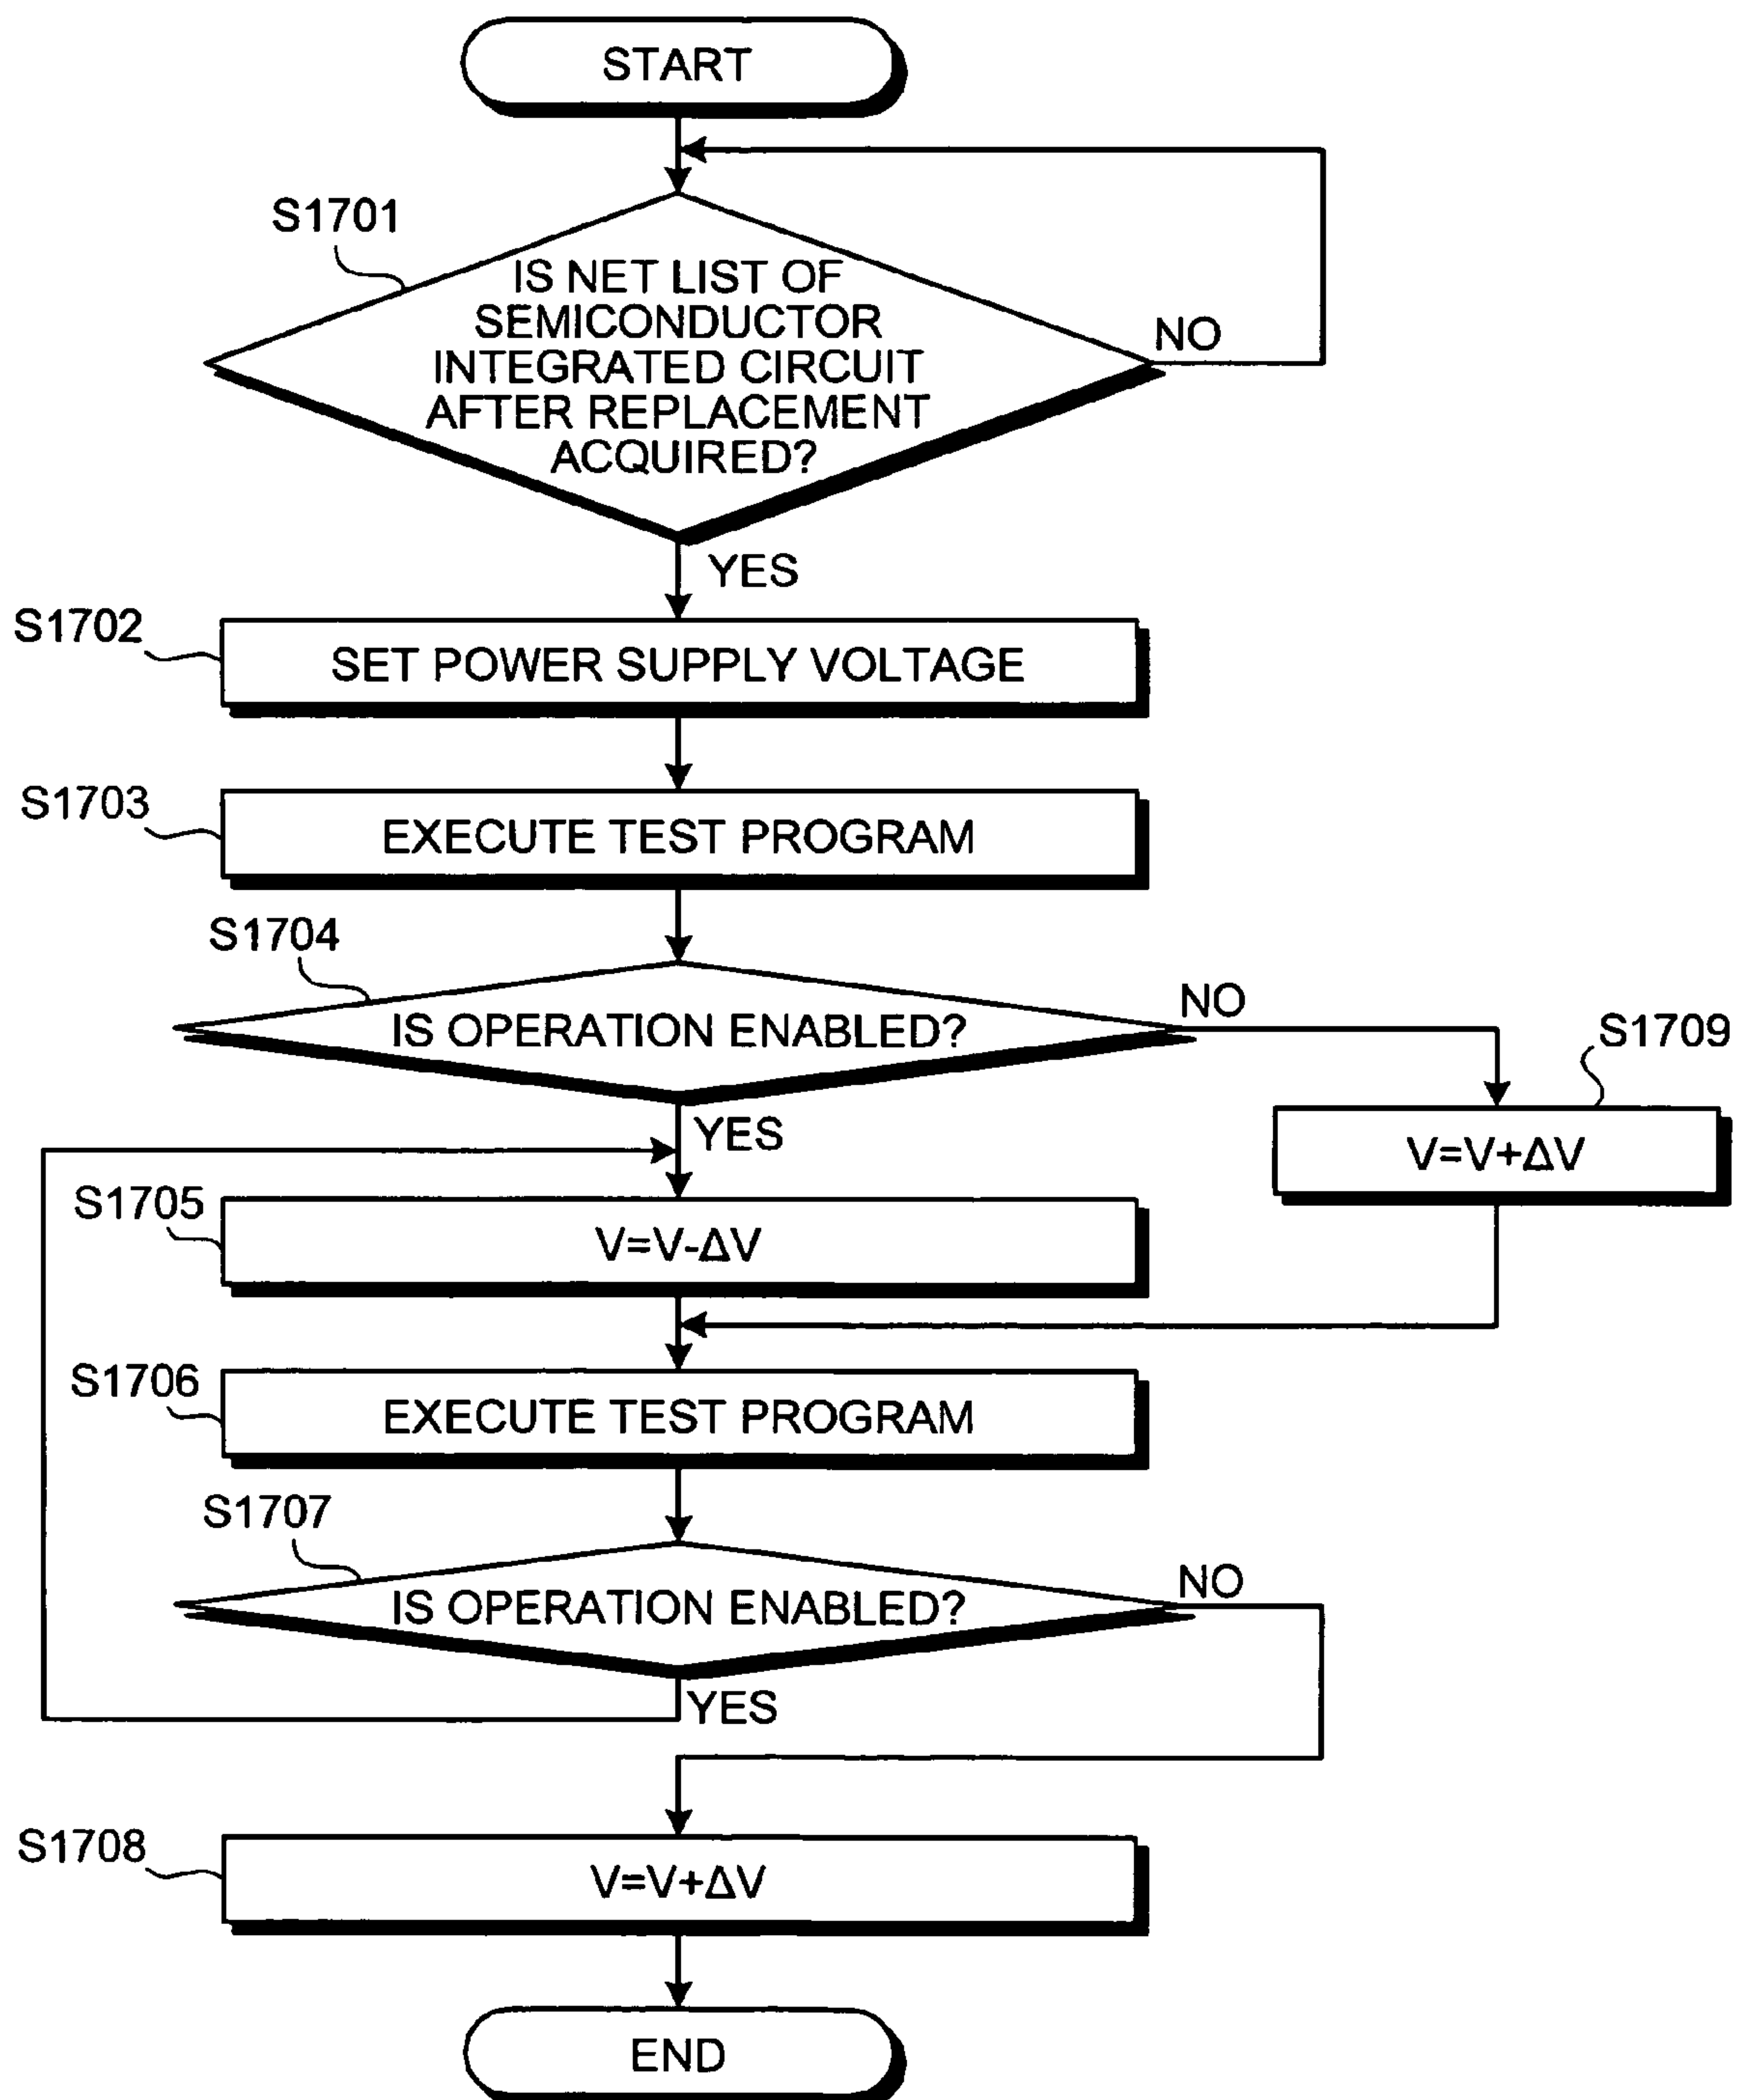 START
S1701
IS NET LIST OF
SEMICONDUCTOR
INTEGRATED CIRCUIT
AFTER REPLACEMENT
ACQUIRED?
NO
YES
S1702
SET POWER SUPPLY VOLTAGE
S1703
EXECUTE TEST PROGRAM
S1704
IS OPERATION ENABLED?
NO
S1709
V=V+ΔV
YES
S1705
V=V-ΔV
S1706
EXECUTE TEST PROGRAM
S1707
IS OPERATION ENABLED?
NO
YES
S1708
V=V+ΔV
END